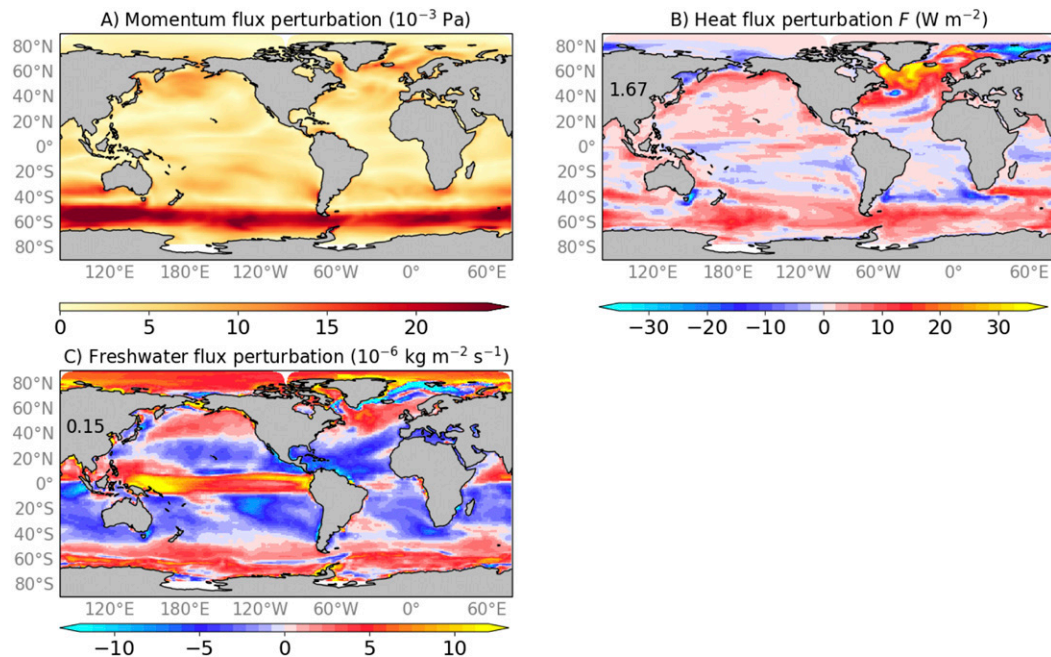 A) Momentum flux perturbation (10⁻³ Pa)
80°N
60°N
40°N
20°N
0°
20°S
40°S
60°S
80°S
120°E 180°E 120°W 60°W 0° 60°E
0 5 10 15 20
B) Heat flux perturbation F (W m⁻²)
80°N
60°N
40°N
20°N
0°
20°S
40°S
60°S
80°S
1.67
120°E 180°E 120°W 60°W 0° 60°E
−30 −20 −10 0 10 20 30
C) Freshwater flux perturbation (10⁻⁶ kg m⁻² s⁻¹)
80°N
60°N
40°N
20°N
0°
20°S
40°S
60°S
80°S
0.15
120°E 180°E 120°W 60°W 0° 60°E
−10 −5 0 5 10